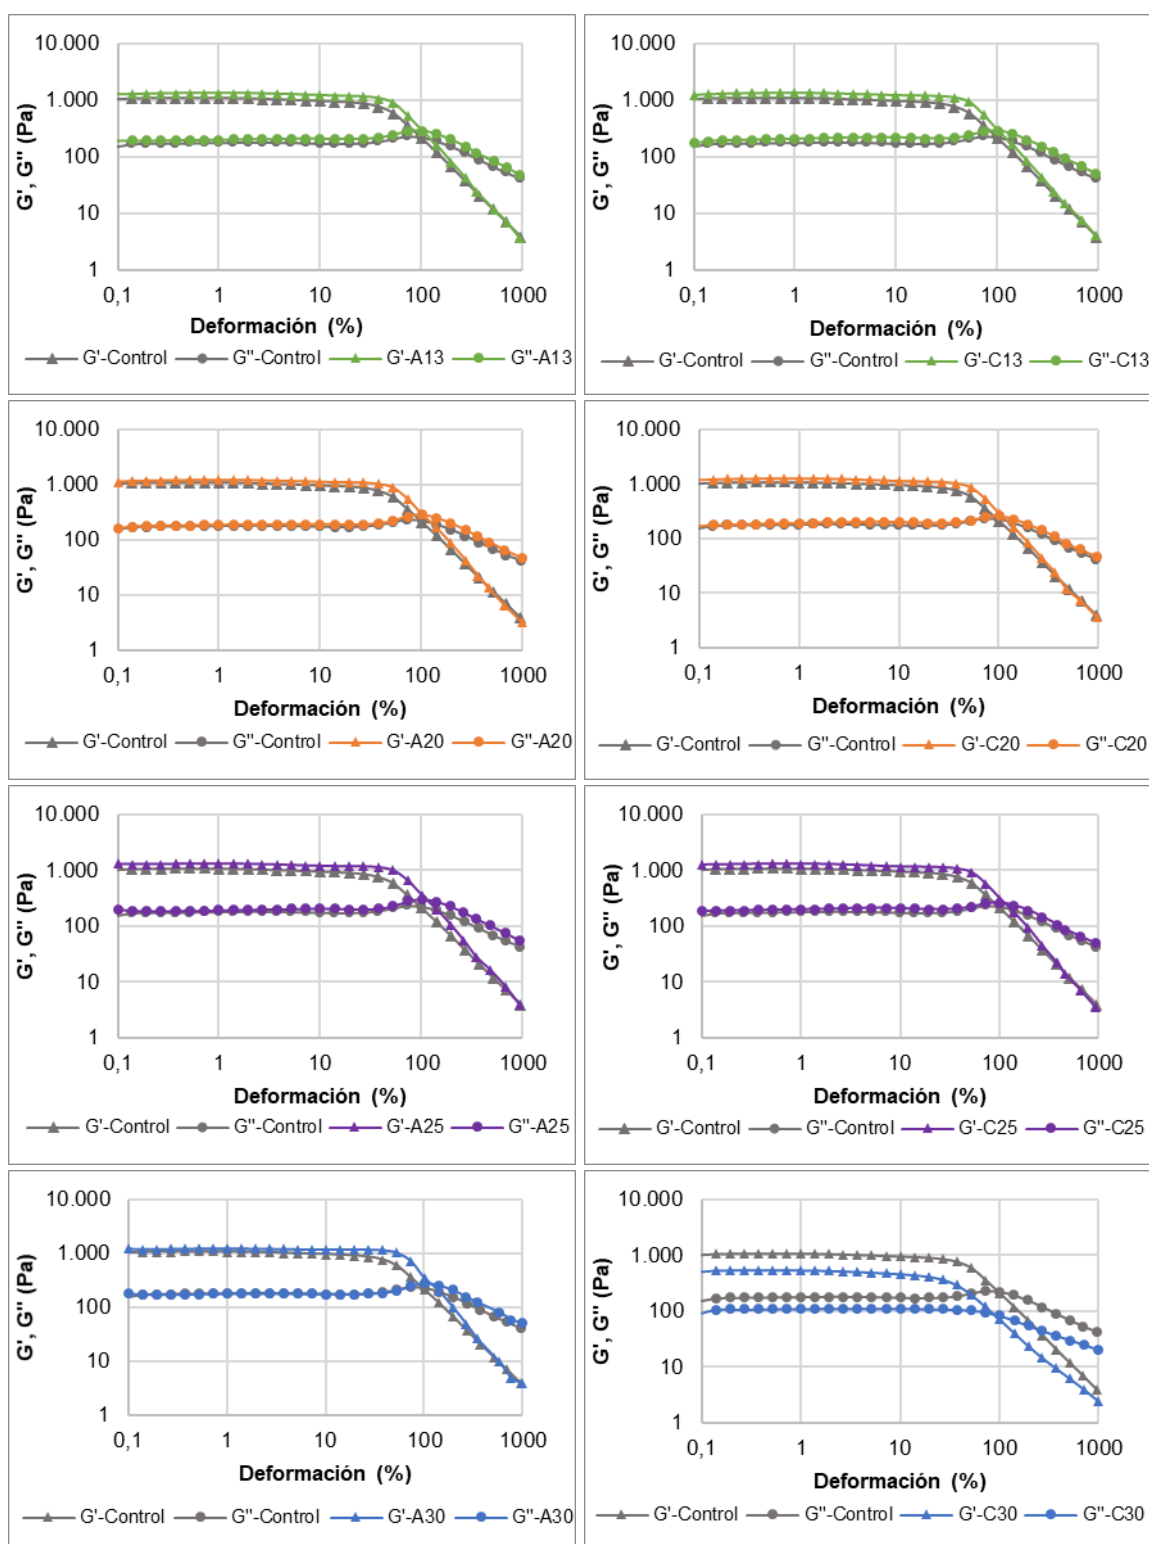 10.000
1.000
100
10
1
G', G'' (Pa)
0,1 1 10 100 1000
Deformación (%)
G'-Control G''-Control G'-A13 G''-A13
10.000
1.000
100
10
1
G', G'' (Pa)
0,1 1 10 100 1000
Deformación (%)
G'-Control G''-Control G'-C13 G''-C13
10.000
1.000
100
10
1
G', G'' (Pa)
0,1 1 10 100 1000
Deformación (%)
G'-Control G''-Control G'-A20 G''-A20
10.000
1.000
100
10
1
G', G'' (Pa)
0,1 1 10 100 1000
Deformación (%)
G'-Control G''-Control G'-C20 G''-C20
10.000
1.000
100
10
1
G', G'' (Pa)
0,1 1 10 100 1000
Deformación (%)
G'-Control G''-Control G'-A25 G''-A25
10.000
1.000
100
10
1
G', G'' (Pa)
0,1 1 10 100 1000
Deformación (%)
G'-Control G''-Control G'-C25 G''-C25
10.000
1.000
100
10
1
G', G'' (Pa)
0,1 1 10 100 1000
Deformación (%)
G'-Control G''-Control G'-A30 G''-A30
10.000
1.000
100
10
1
G', G'' (Pa)
0,1 1 10 100 1000
Deformación (%)
G'-Control G''-Control G'-C30 G''-C30